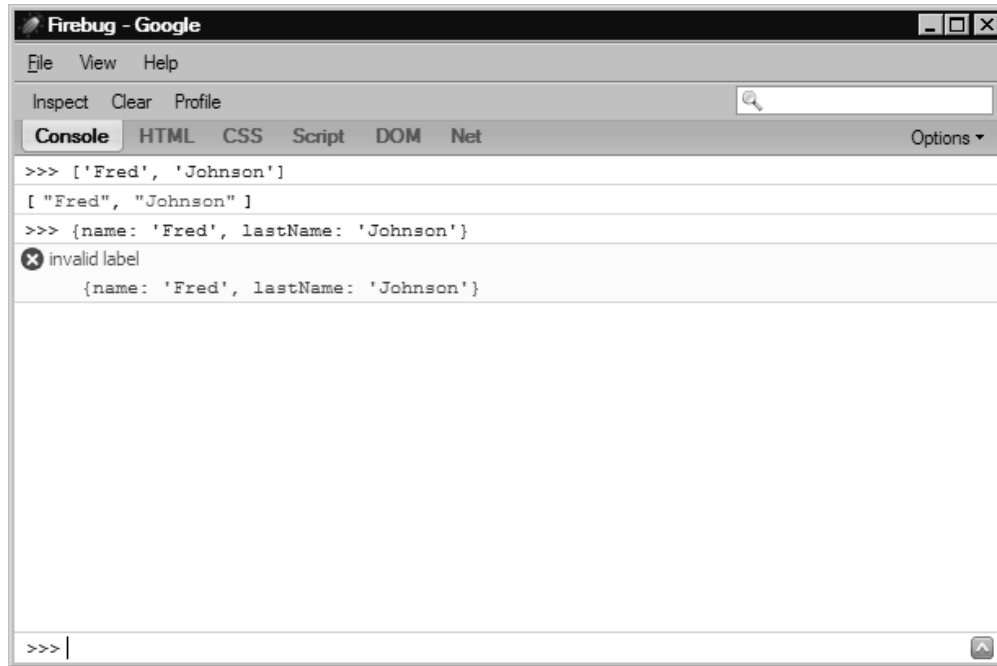 Firebug - Google
File View Help
Inspect Clear Profile
Console HTML CSS Script DOM Net Options
>>> ['Fred', 'Johnson']
[ "Fred", "Johnson" ]
>>> {name: 'Fred', lastName: 'Johnson'}
invalid label
{name: 'Fred', lastName: 'Johnson'}
>>>